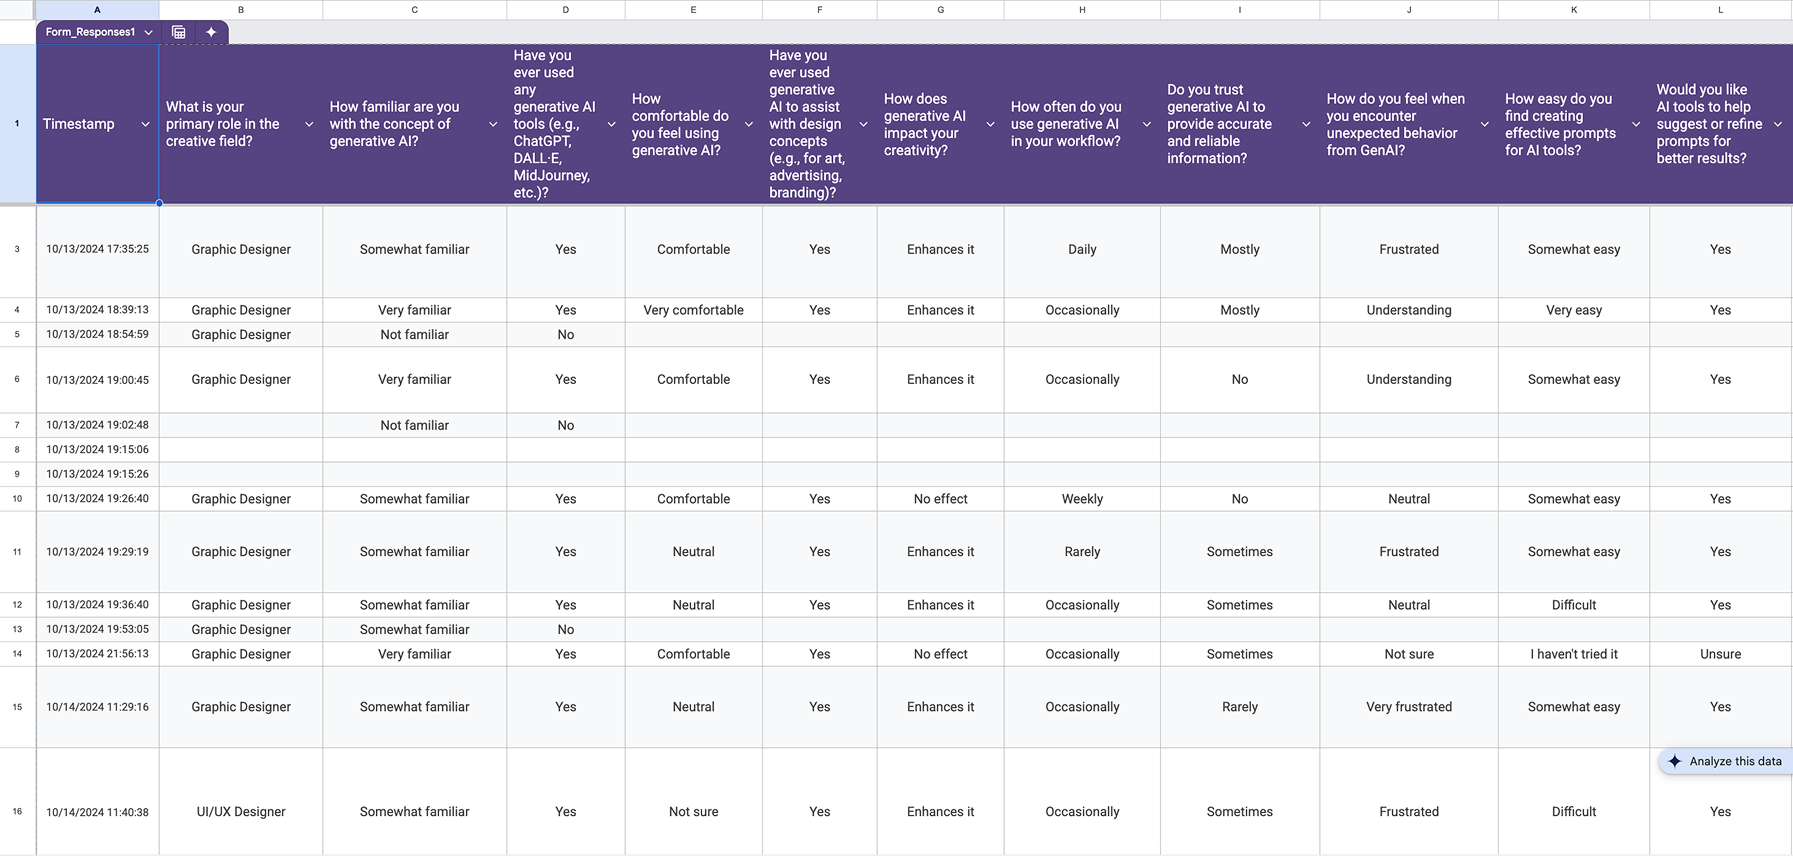 A B C D E F G H I J K L
Form_Responses1
1
Timestamp
What is your
primary role in the
creative field?
How familiar are you
with the concept of
generative AI?
Have you
ever used
any
generative AI
tools (e.g.,
ChatGPT,
DALL·E,
MidJourney,
etc.)?
How
comfortable do
you feel using
generative AI?
Have you
ever used
generative
AI to assist
with design
concepts
(e.g., for art,
advertising,
branding)?
How does
generative AI
impact your
creativity?
How often do you
use generative AI
in your workflow?
Do you trust
generative AI to
provide accurate
and reliable
information?
How do you feel when
you encounter
unexpected behavior
from GenAI?
How easy do you
find creating
effective prompts
for AI tools?
Would you like
AI tools to help
suggest or refine
prompts for
better results?
3 10/13/2024 17:35:25 Graphic Designer Somewhat familiar Yes Comfortable Yes Enhances it Daily Mostly Frustrated Somewhat easy Yes
4 10/13/2024 18:39:13 Graphic Designer Very familiar Yes Very comfortable Yes Enhances it Occasionally Mostly Understanding Very easy Yes
5 10/13/2024 18:54:59 Graphic Designer Not familiar No
6 10/13/2024 19:00:45 Graphic Designer Very familiar Yes Comfortable Yes Enhances it Occasionally No Understanding Somewhat easy Yes
7 10/13/2024 19:02:48 Not familiar No
8 10/13/2024 19:15:06
9 10/13/2024 19:15:26
10 10/13/2024 19:26:40 Graphic Designer Somewhat familiar Yes Comfortable Yes No effect Weekly No Neutral Somewhat easy Yes
11 10/13/2024 19:29:19 Graphic Designer Somewhat familiar Yes Neutral Yes Enhances it Rarely Sometimes Frustrated Somewhat easy Yes
12 10/13/2024 19:36:40 Graphic Designer Somewhat familiar Yes Neutral Yes Enhances it Occasionally Sometimes Neutral Difficult Yes
13 10/13/2024 19:53:05 Graphic Designer Somewhat familiar No
14 10/13/2024 21:56:13 Graphic Designer Very familiar Yes Comfortable Yes No effect Occasionally Sometimes Not sure I haven't tried it Unsure
15 10/14/2024 11:29:16 Graphic Designer Somewhat familiar Yes Neutral Yes Enhances it Occasionally Rarely Very frustrated Somewhat easy Yes
Analyze this data
16 10/14/2024 11:40:38 UI/UX Designer Somewhat familiar Yes Not sure Yes Enhances it Occasionally Sometimes Frustrated Difficult Yes